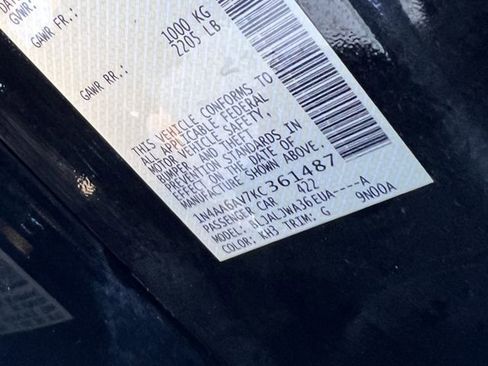 GVWR:
GAWR FR.:
1000 KG
2205 LB
GAWR RR.:
THIS VEHICLE CONFORMS TO
ALL APPLICABLE FEDERAL
MOTOR VEHICLE SAFETY,
BUMPER AND THEFT
PREVENTION STANDARDS IN
EFFECT ON THE DATE OF
MANUFACTURE SHOWN ABOVE.
1N4AA6AV7KC361487
PASSENGER CAR 422
MODEL: BLJALJWA36EUA----A
COLOR: KH3 TRIM: G 9N00A